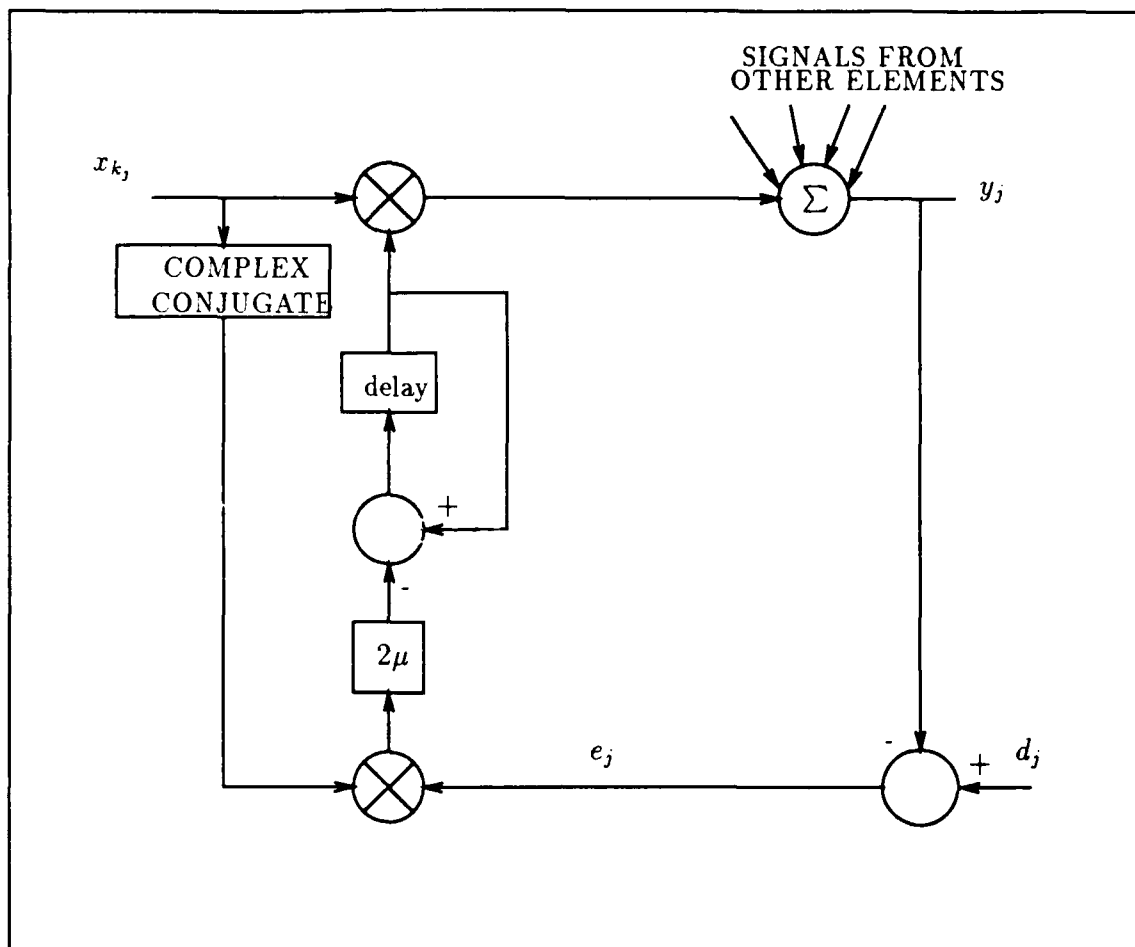 SIGNALS FROM
OTHER ELEMENTS
x_{k_j}
Σ
y_j
COMPLEX
CONJUGATE
delay
+
-
2μ
e_j
-
+
d_j